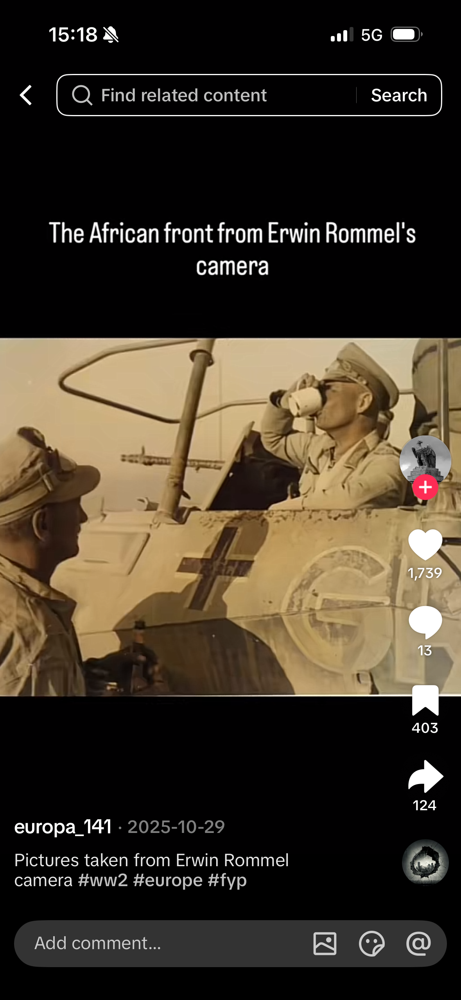 15:18
5G
Find related content
Search
The African front from Erwin Rommel's
camera
G
1,739
13
403
124
europa_141 · 2025-10-29
Pictures taken from Erwin Rommel
camera #ww2 #europe #fyp
Add comment...